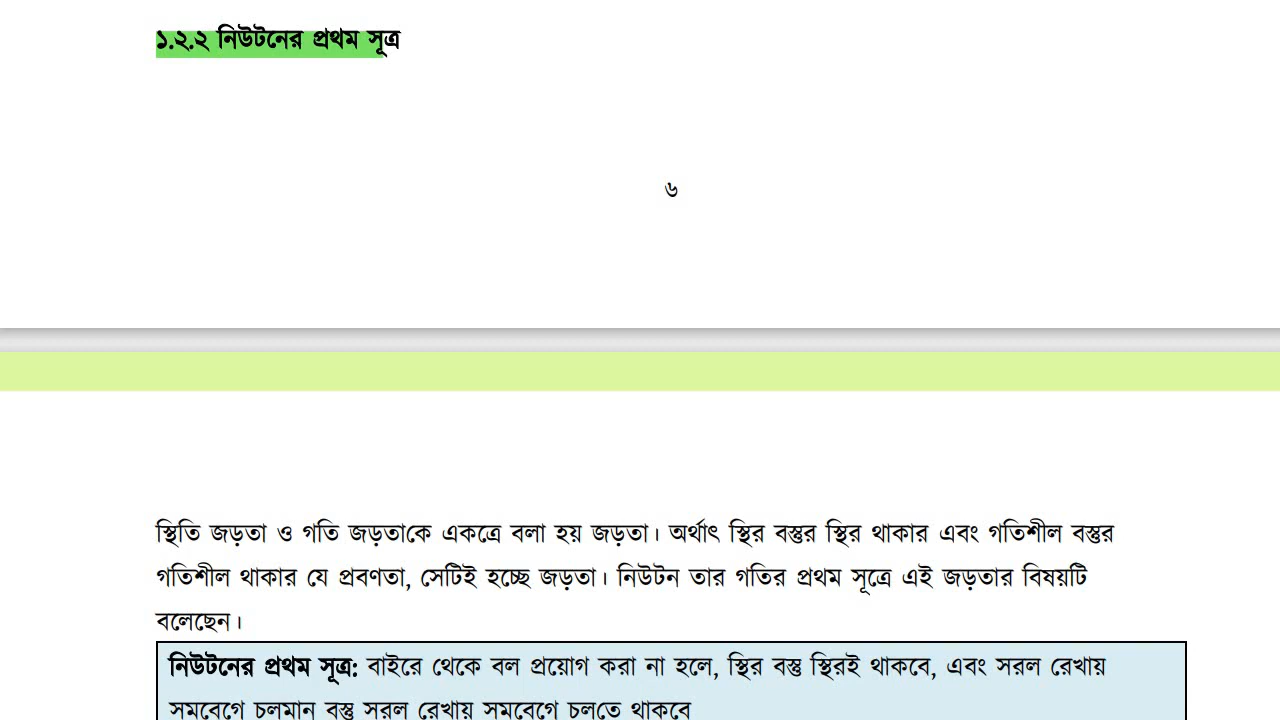 ১.২.২ নিউটনের প্রথম সূত্র
৬
স্থিতি জড়তা ও গতি জড়তাকে একত্রে বলা হয় জড়তা। অর্থাৎ স্থির বস্তুর স্থির থাকার এবং গতিশীল বস্তুর
গতিশীল থাকার যে প্রবণতা, সেটিই হচ্ছে জড়তা। নিউটন তার গতির প্রথম সূত্রে এই জড়তার বিষয়টি
বলেছেন।
নিউটনের প্রথম সূত্র: বাইরে থেকে বল প্রয়োগ করা না হলে, স্থির বস্তু স্থিরই থাকবে, এবং সরল রেখায়
সমবেগে চলমান বস্তু সরল রেখায় সমবেগে চলতে থাকবে